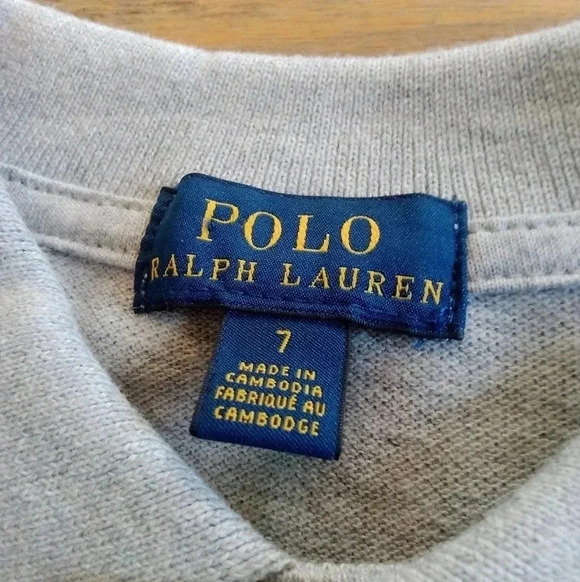 POLO
RALPH LAUREN
7
MADE IN
CAMBODIA
FABRIQUÉ AU
CAMBODGE